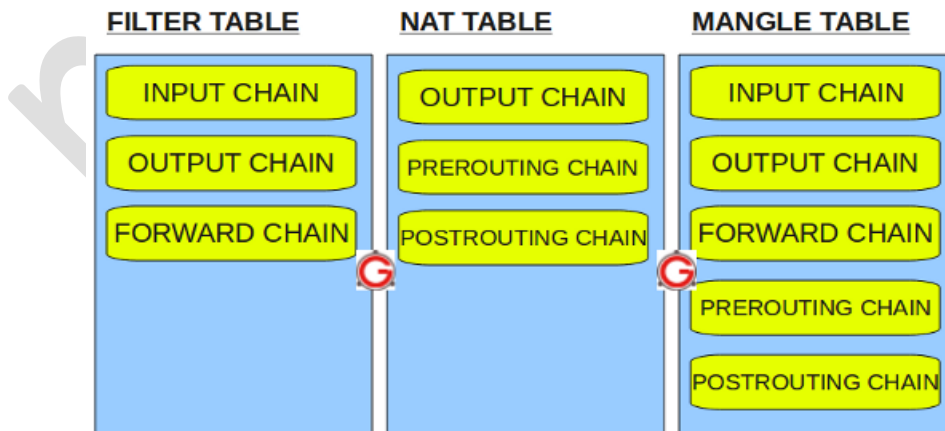 FILTER TABLE
INPUT CHAIN
OUTPUT CHAIN
FORWARD CHAIN
NAT TABLE
OUTPUT CHAIN
PREROUTING CHAIN
POSTROUTING CHAIN
MANGLE TABLE
INPUT CHAIN
OUTPUT CHAIN
FORWARD CHAIN
PREROUTING CHAIN
POSTROUTING CHAIN
G
G